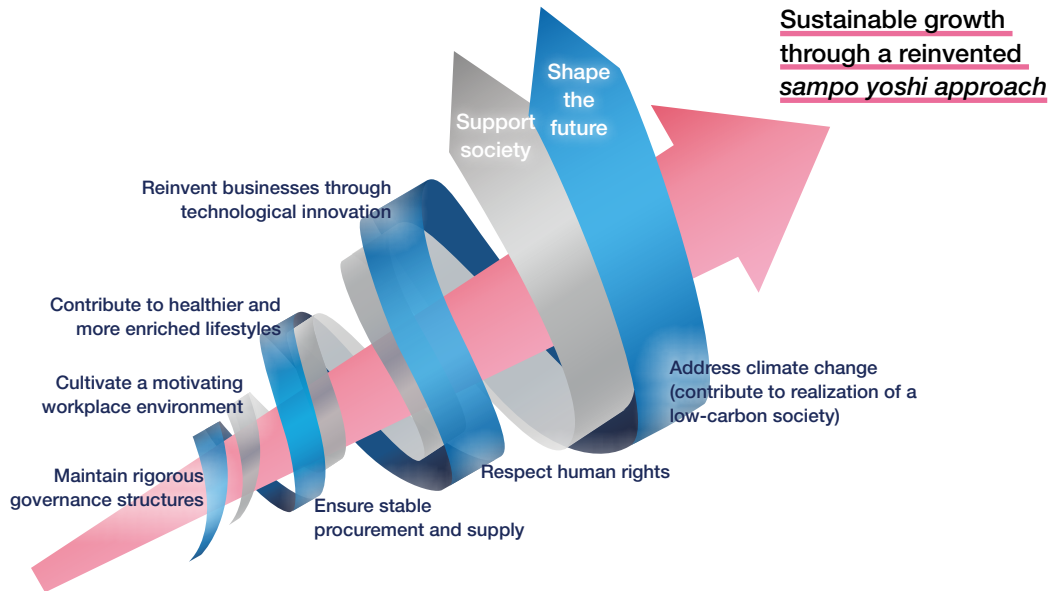 Sustainable growth
through a reinvented
sampo yoshi approach
Shape
the
future
Support
society
Reinvent businesses through
technological innovation
Contribute to healthier and
more enriched lifestyles
Cultivate a motivating
workplace environment
Maintain rigorous
governance structures
Address climate change
(contribute to realization of a
low-carbon society)
Respect human rights
Ensure stable
procurement and supply